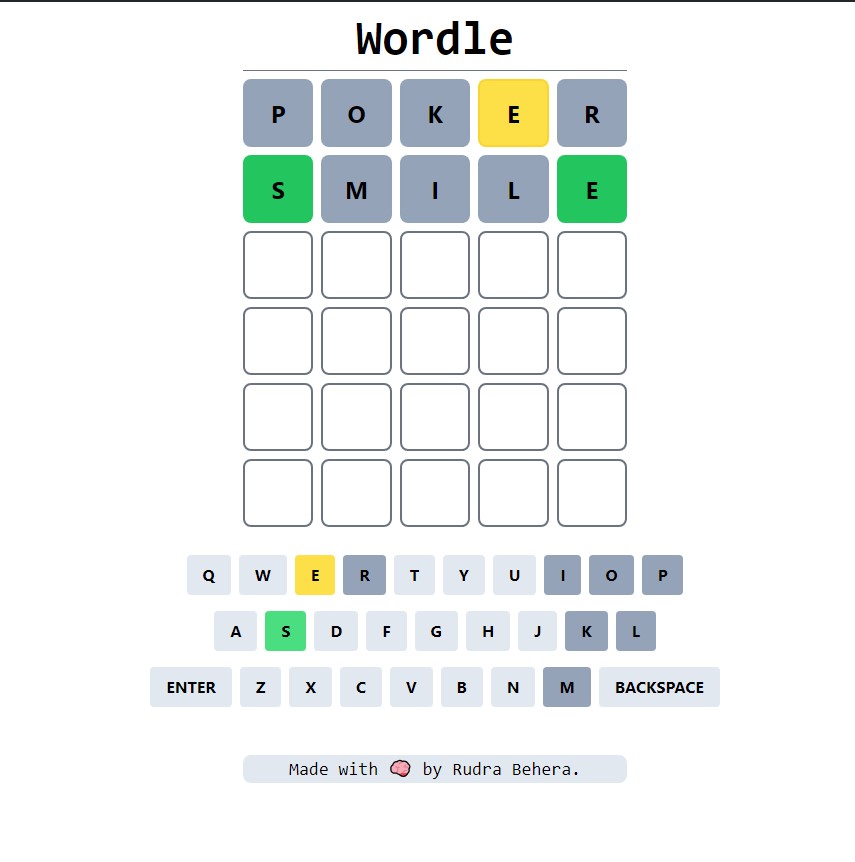 Wordle
P O K E R
S M I L E
Q W E R T Y U I O P
A S D F G H J K L
ENTER Z X C V B N M BACKSPACE
Made with 🧠 by Rudra Behera.